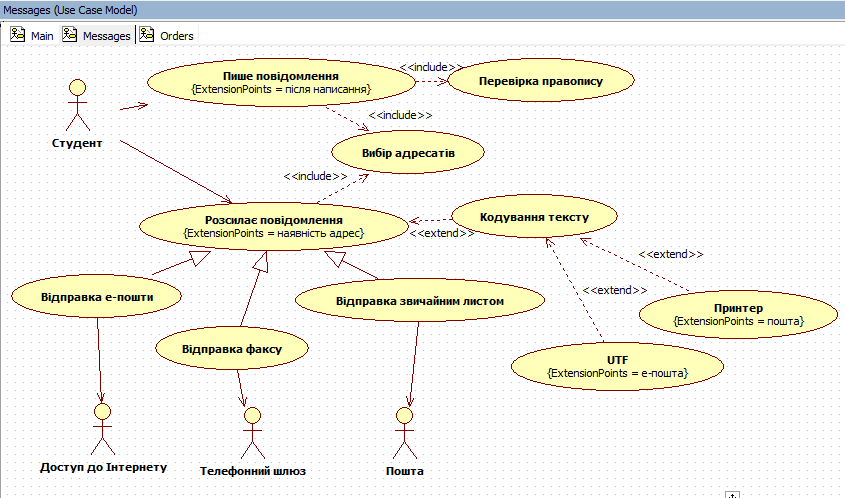 Messages (Use Case Model)
Main Messages Orders
<<include>>
Пише повідомлення
{ExtensionPoints = після написання}
Перевірка правопису
<<include>>
Студент
Вибір адресатів
<<include>>
Розсилає повідомлення
{ExtensionPoints = наявність адрес}
Кодування тексту
<<extend>>
<<extend>>
<<extend>>
Відправка е-пошти
Відправка звичайним листом
Принтер
{ExtensionPoints = пошта}
Відправка факсу
UTF
{ExtensionPoints = е-пошта}
Доступ до Інтернету
Телефонний шлюз
Пошта